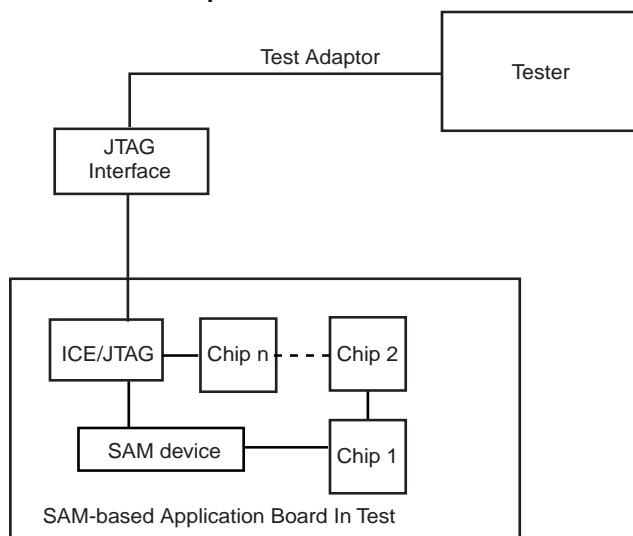 Test Adaptor
Tester
JTAG
Interface
ICE/JTAG
Chip n
Chip 2
SAM device
Chip 1
SAM-based Application Board In Test